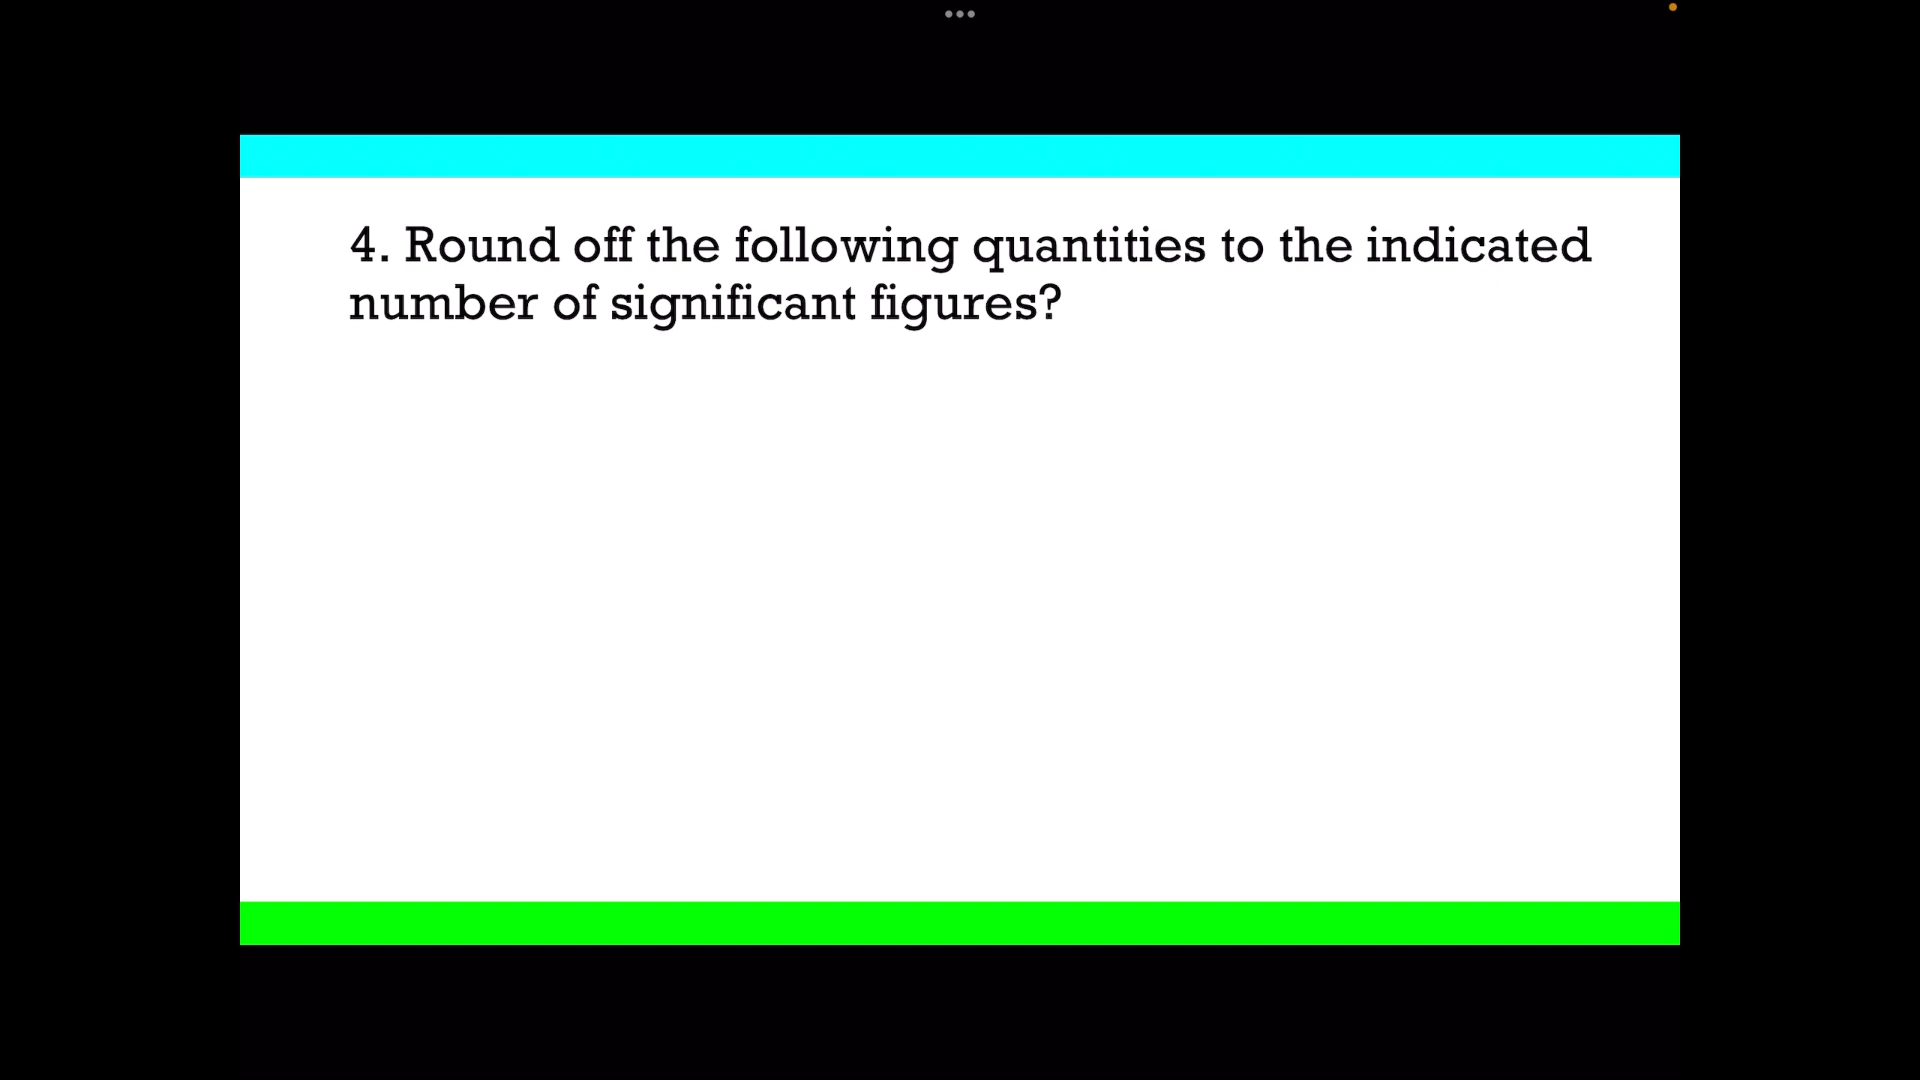 4. Round off the following quantities to the indicated
number of significant figures?